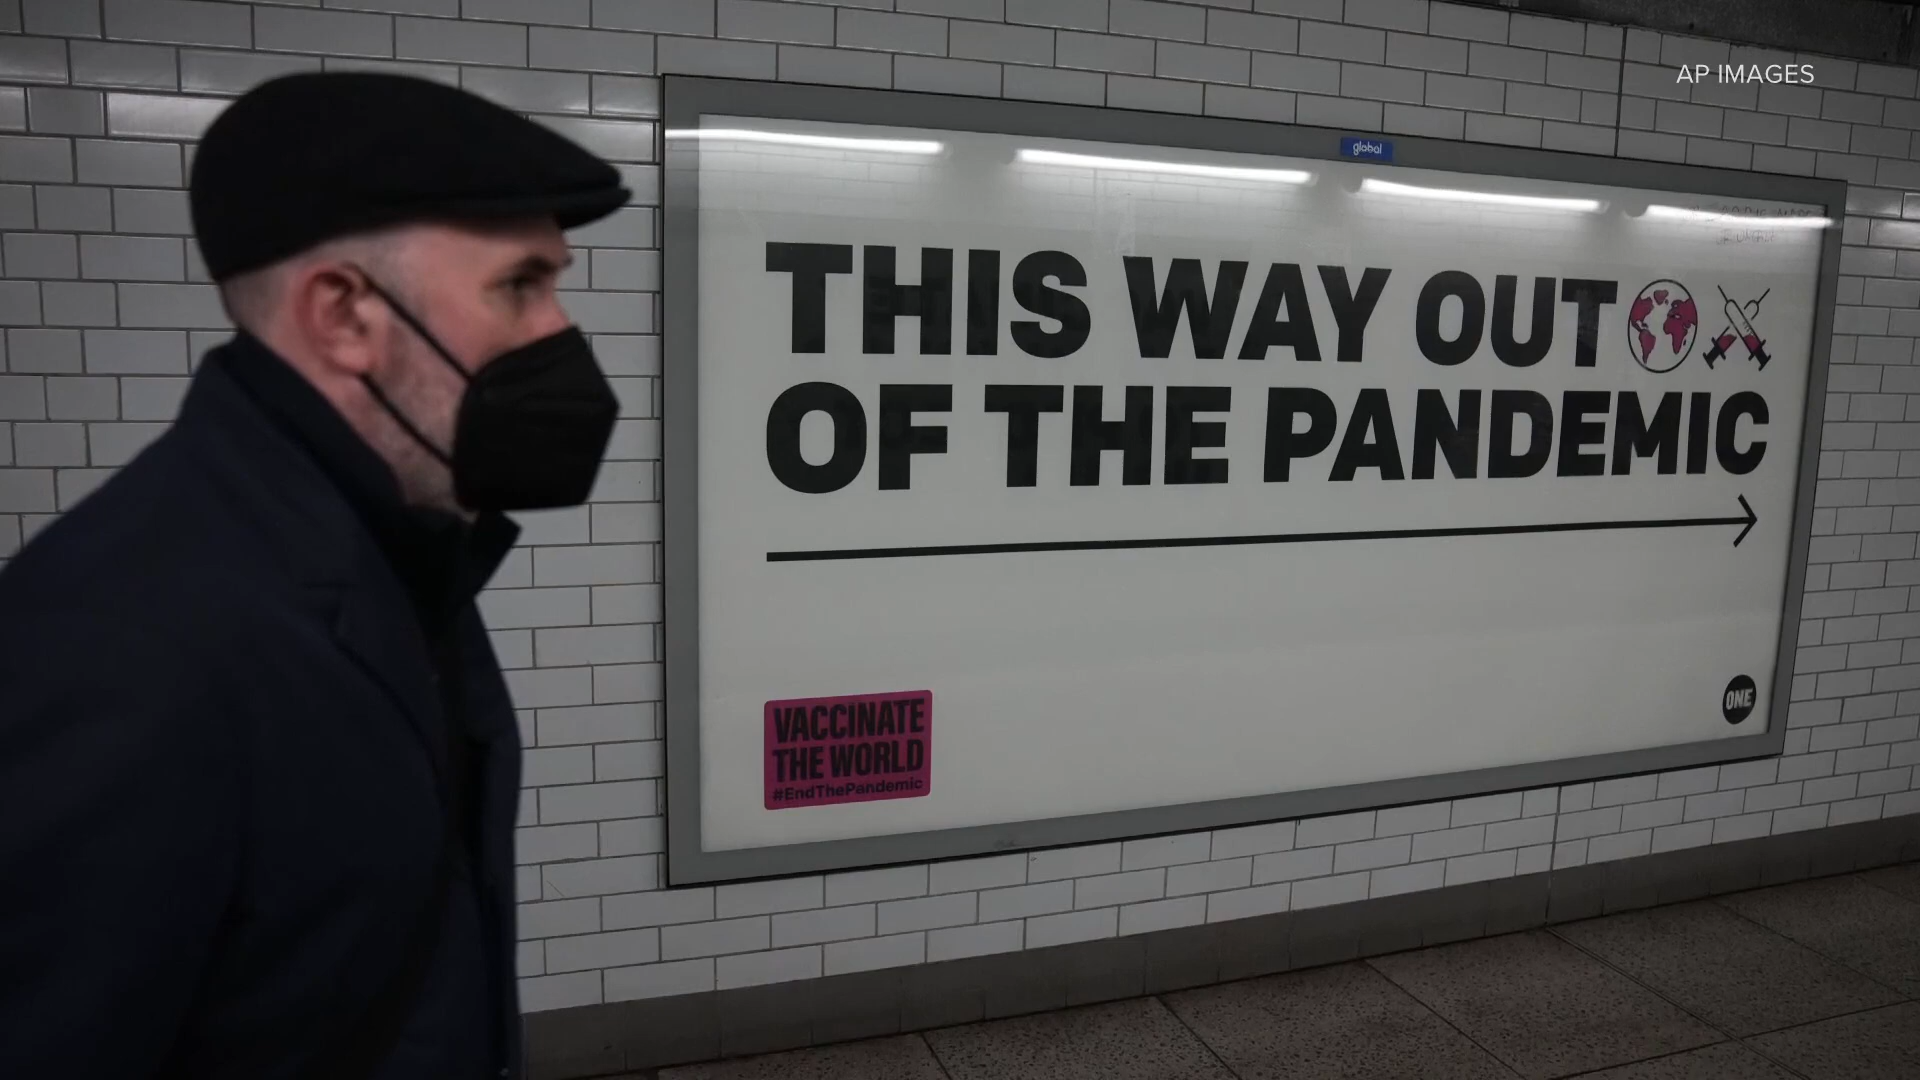 AP IMAGES
global
THIS WAY OUT
OF THE PANDEMIC
VACCINATE
THE WORLD
#EndThePandemic
ONE